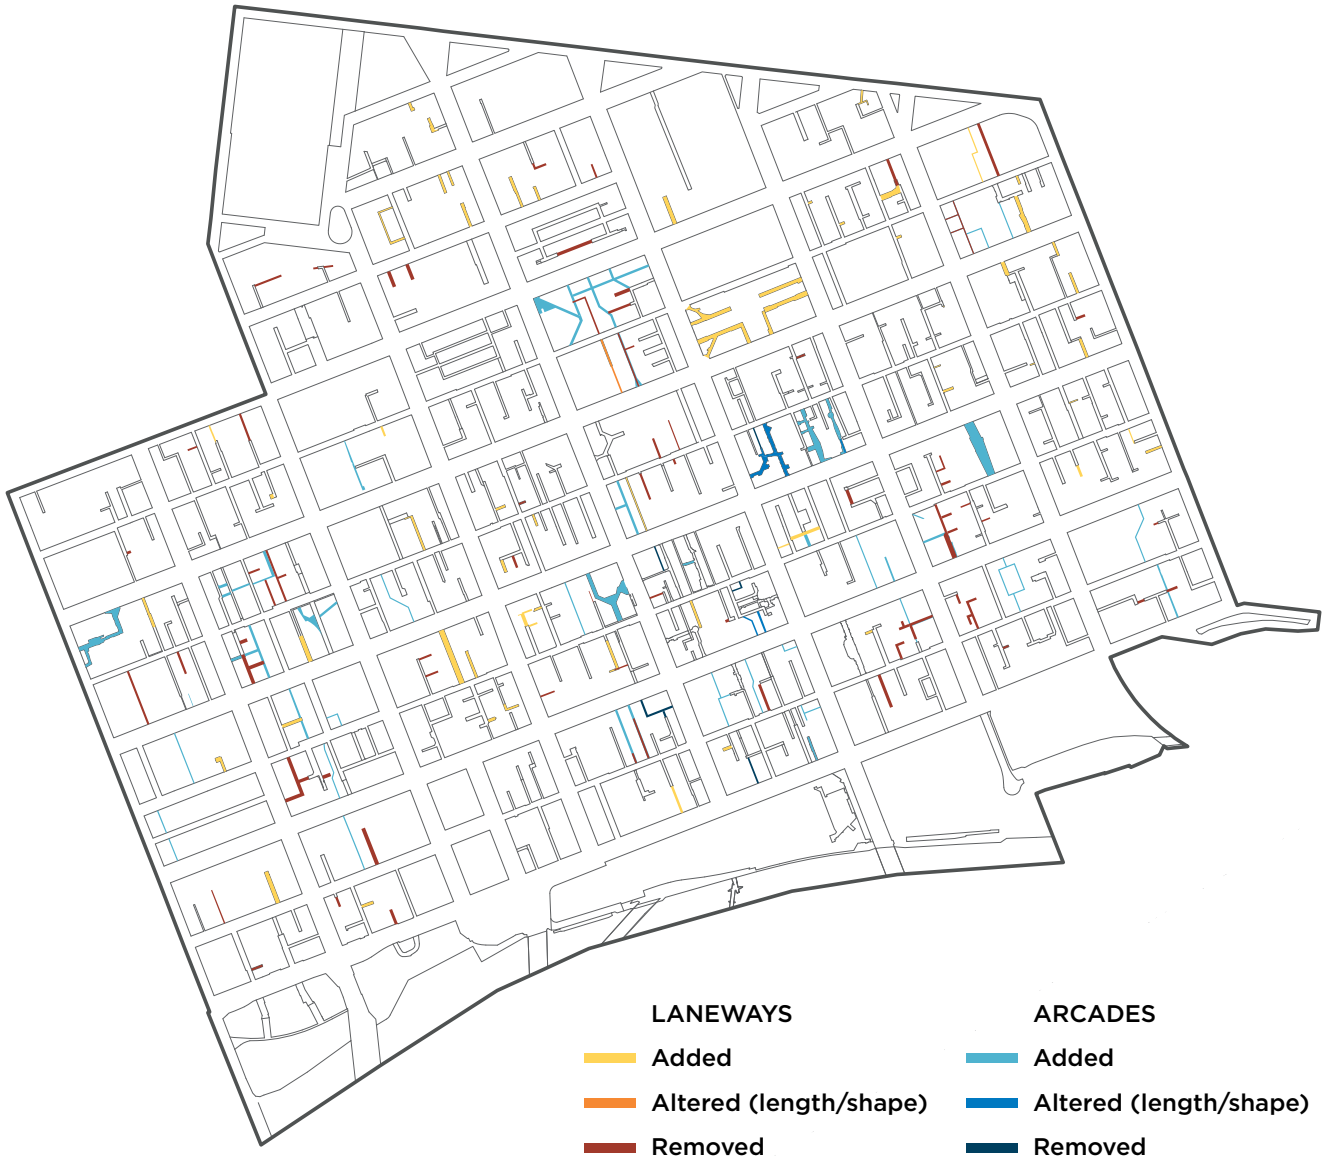 LANEWAYS
Added
Altered (length/shape)
Removed
ARCADES
Added
Altered (length/shape)
Removed